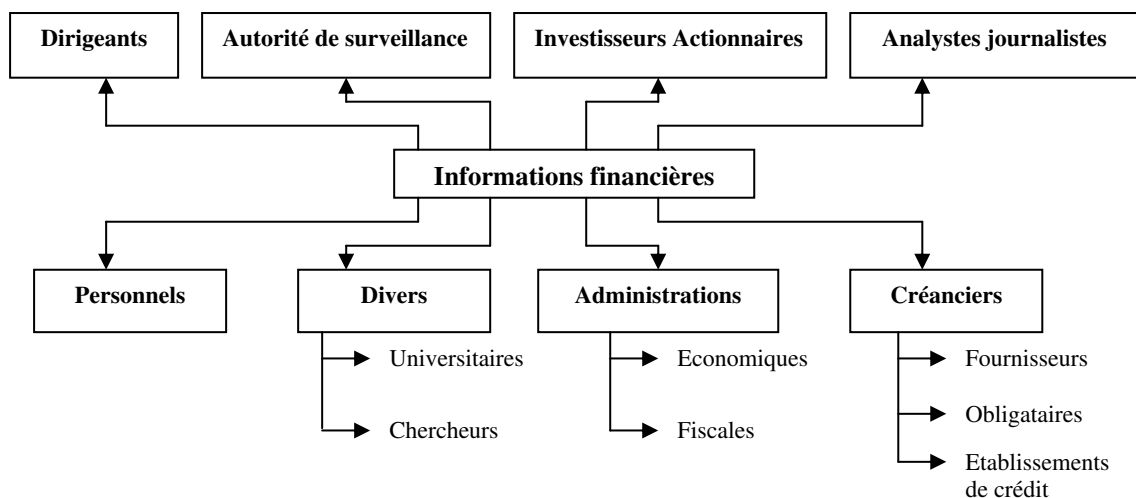 Dirigeants
Autorité de surveillance
Investisseurs Actionnaires
Analystes journalistes
Informations financières
Personnels
Divers
Administrations
Créanciers
Universitaires
Economiques
Fournisseurs
Chercheurs
Fiscales
Obligataires
Etablissements
de crédit